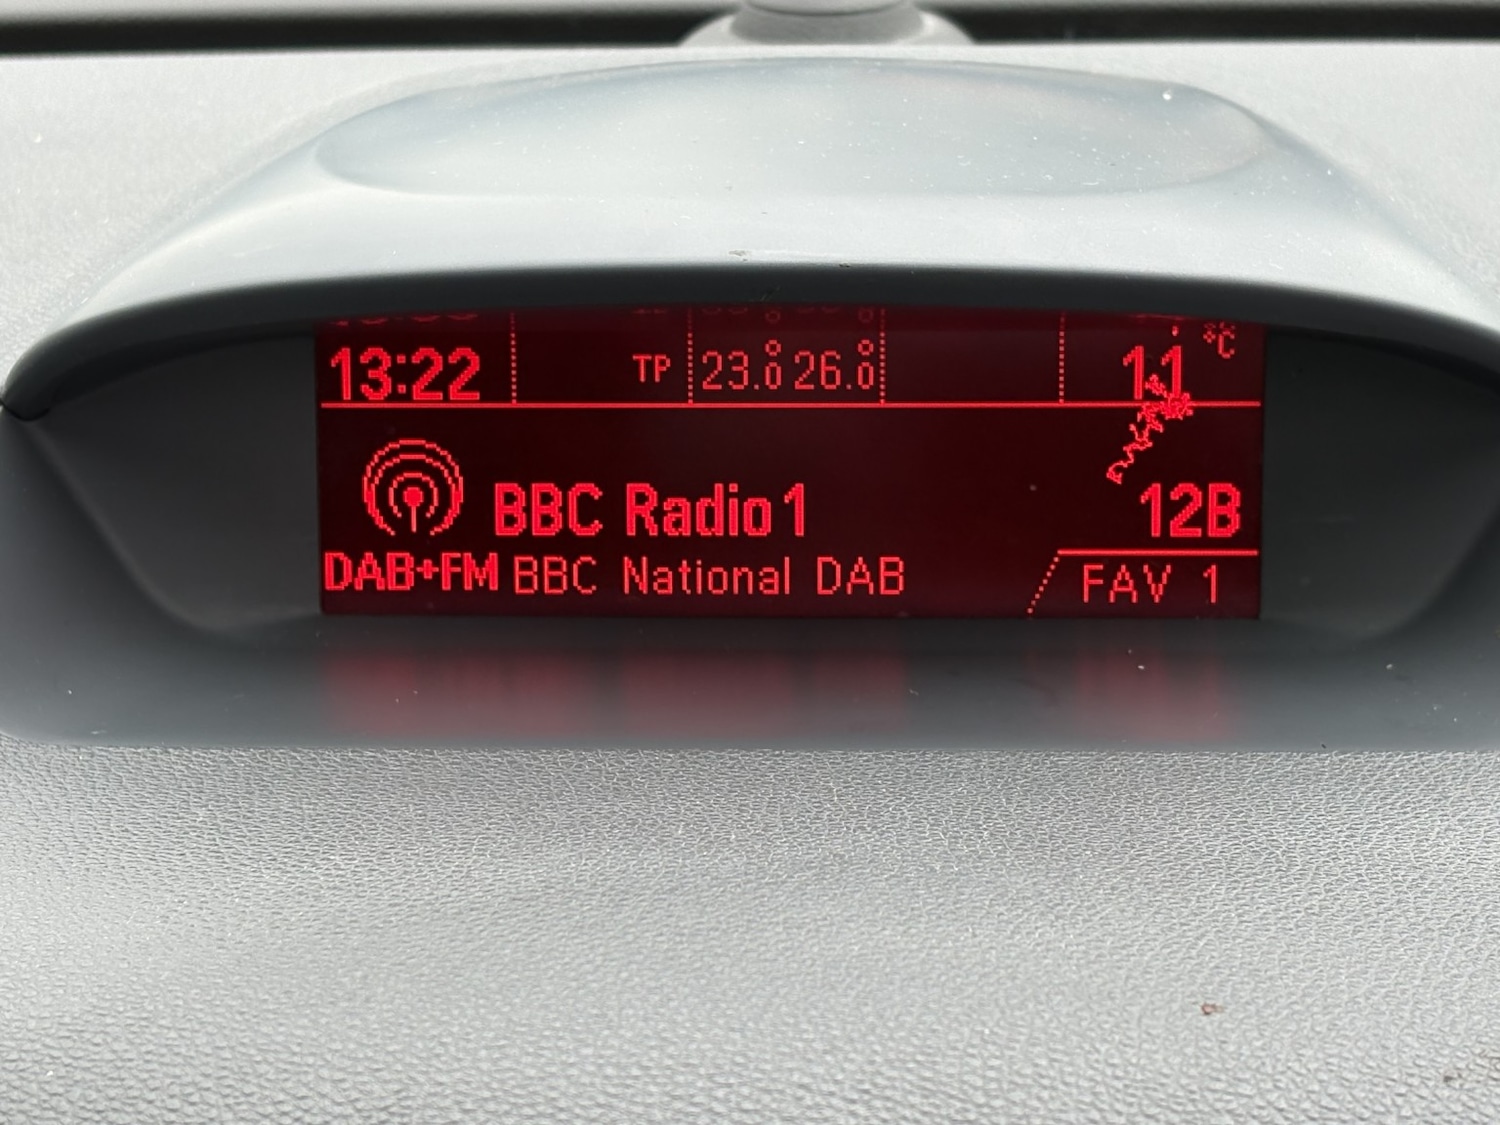 13:22 TP 23.0 26.0 11 °C
BBC Radio 1 12B
DAB+FM BBC National DAB FAV 1